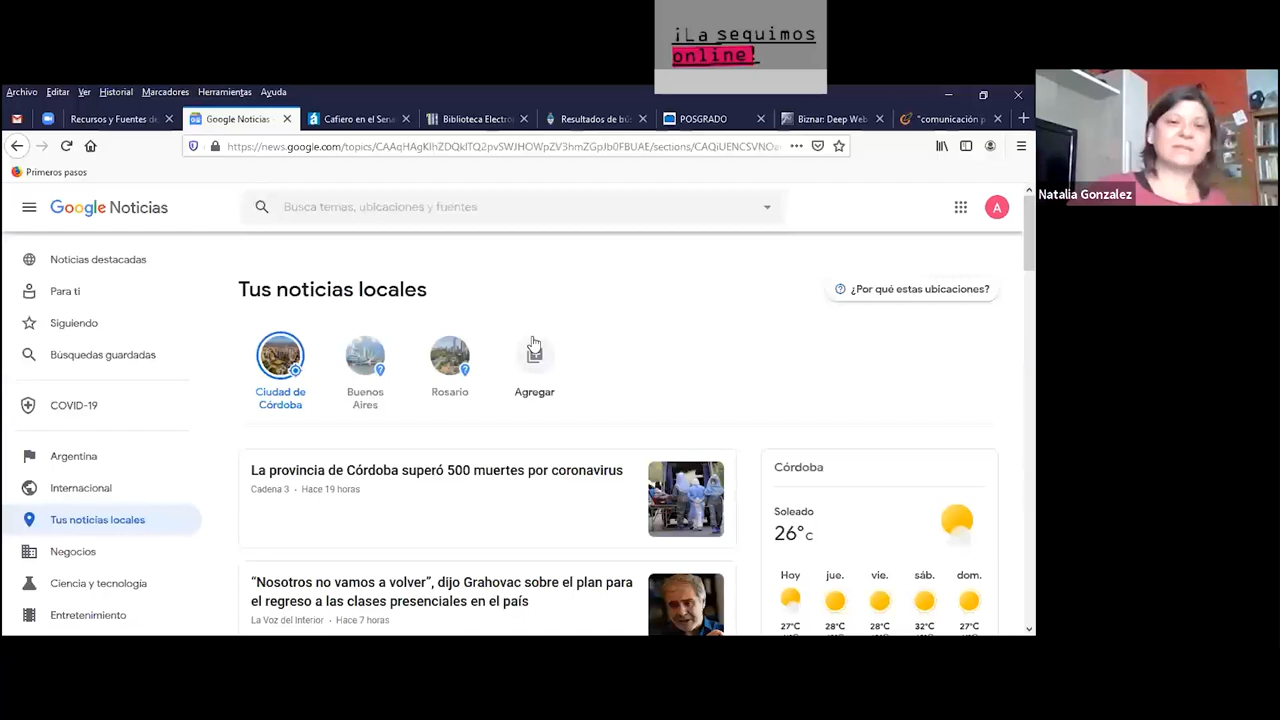 ¡La sequimos
online!
Archivo Editar Ver Historial Marcadores Herramientas Ayuda
Recursos y Fuentes de
Google Noticias -
Cafiero en el Sena
Biblioteca Electró
Resultados de bús
POSGRADO
Biznar: Deep Web
"comunicación p
Natalia Gonzalez
Primeros pasos
Google Noticias
Busca temas, ubicaciones y fuentes
A
Noticias destacadas
Para ti
Siguiendo
Búsquedas guardadas
COVID-19
Argentina
Internacional
Tus noticias locales
Negocios
Ciencia y tecnología
Entretenimiento
Tus noticias locales
¿Por qué estas ubicaciones?
Ciudad de
Córdoba
Buenos
Aires
Rosario
Agregar
La provincia de Córdoba superó 500 muertes por coronavirus
Cadena 3 • Hace 19 horas
"Nosotros no vamos a volver", dijo Grahovac sobre el plan para
el regreso a las clases presenciales en el país
La Voz del Interior • Hace 7 horas
Córdoba
Soleado
26°C
Hoy jue. vie. sáb. dom.
27°C 28°C 28°C 32°C 27°C